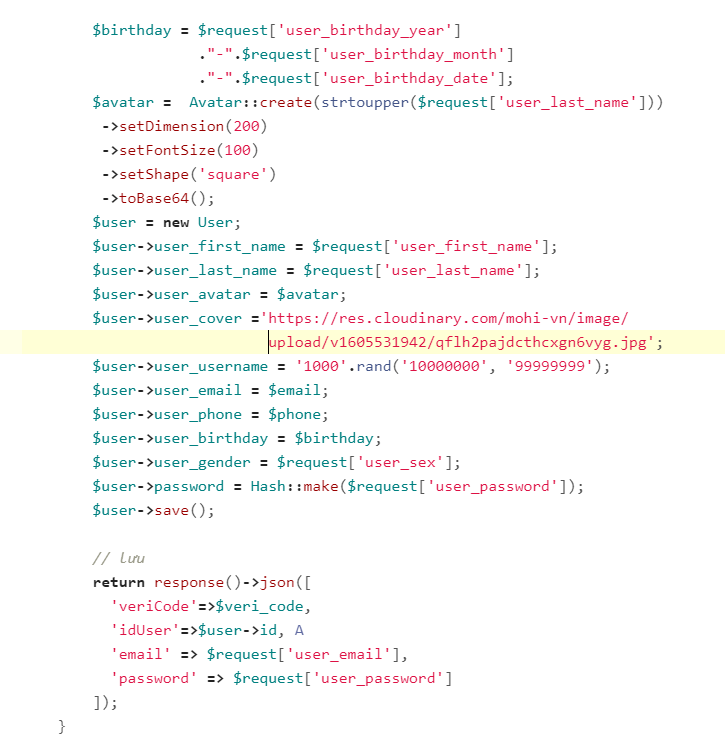 $birthday = $request['user_birthday_year']
."-".$request['user_birthday_month']
."-".$request['user_birthday_date'];
$avatar =  Avatar::create(strtoupper($request['user_last_name']))
->setDimension(200)
->setFontSize(100)
->setShape('square')
->toBase64();
$user = new User;
$user->user_first_name = $request['user_first_name'];
$user->user_last_name = $request['user_last_name'];
$user->user_avatar = $avatar;
$user->user_cover ='https://res.cloudinary.com/mohi-vn/image/
upload/v1605531942/qflh2pajdcthcxgn6vyg.jpg';
$user->user_username = '1000'.rand('10000000', '99999999');
$user->user_email = $email;
$user->user_phone = $phone;
$user->user_birthday = $birthday;
$user->user_gender = $request['user_sex'];
$user->password = Hash::make($request['user_password']);
$user->save();
// lưu
return response()->json([
'veriCode'=>$veri_code,
'idUser'=>$user->id, A
'email' => $request['user_email'],
'password' => $request['user_password']
]);
}